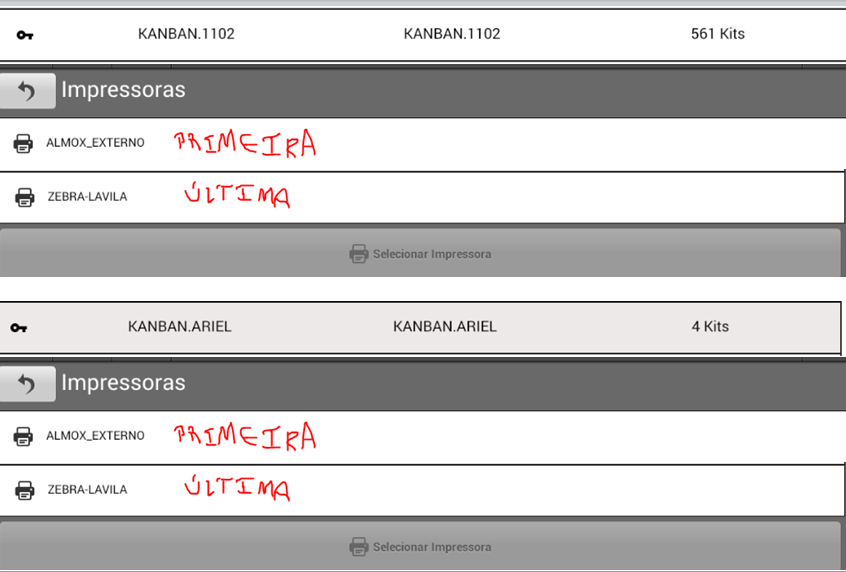 KANBAN.1102 KANBAN.1102 561 Kits
Impressoras
ALMOX_EXTERNO PRIMEIRA
ZEBRA-LAVILA ÚLTIMA
Selecionar Impressora
KANBAN.ARIEL KANBAN.ARIEL 4 Kits
Impressoras
ALMOX_EXTERNO PRIMEIRA
ZEBRA-LAVILA ÚLTIMA
Selecionar Impressora